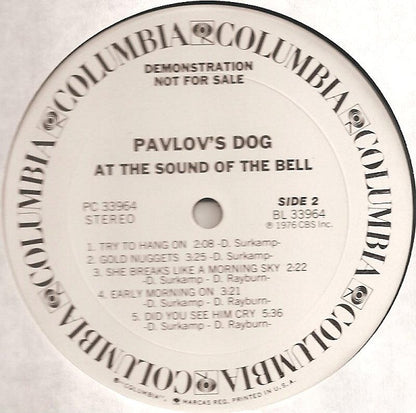 COLUMBIA COLUMBIA COLUMBIA COLUMBIA COLUMBIA COLUMBIA
DEMONSTRATION
NOT FOR SALE
PAVLOV'S DOG
AT THE SOUND OF THE BELL
PC 33964
STEREO
SIDE 2
BL 33964
℗ 1976 CBS Inc.
1. TRY TO HANG ON 2:08 -D. Surkamp-
2. GOLD NUGGETS 3:25 -D. Surkamp-
3. SHE BREAKS LIKE A MORNING SKY 2:22
-D. Surkamp - D. Rayburn-
4. EARLY MORNING ON 3:21
-D. Surkamp - D. Rayburn-
5. DID YOU SEE HIM CRY 5:36
-D. Surkamp - D. Rayburn-
® "COLUMBIA", MARCAS REG. PRINTED IN U.S.A.